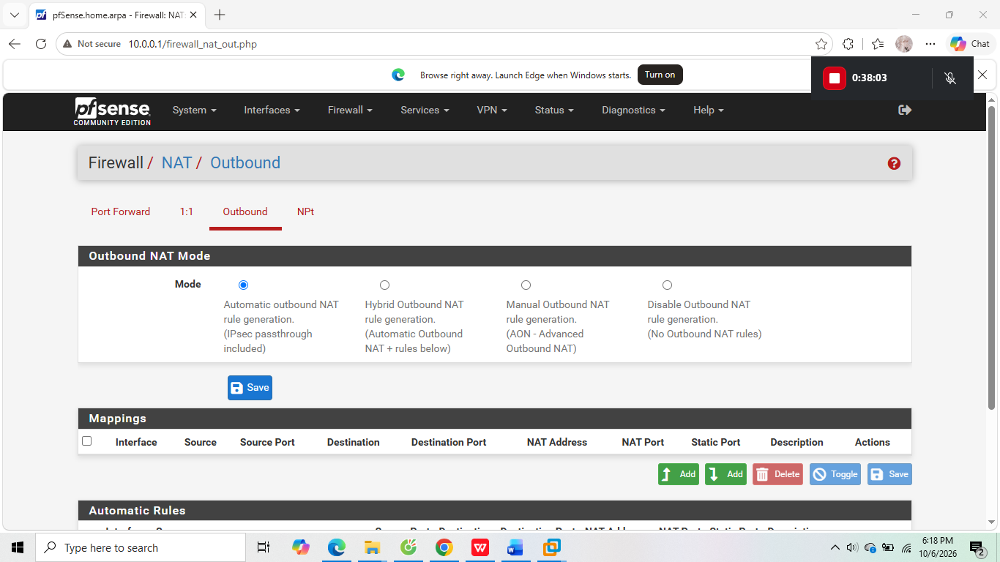 pfSense.home.arpa - Firewall: NAT:
Not secure 10.0.0.1/firewall_nat_out.php
Chat
Browse right away. Launch Edge when Windows starts. Turn on
0:38:03
pfsense
COMMUNITY EDITION
System Interfaces Firewall Services VPN Status Diagnostics Help
Firewall / NAT / Outbound
Port Forward 1:1 Outbound NPt
Outbound NAT Mode
Mode
Automatic outbound NAT rule generation. (IPsec passthrough included)
Hybrid Outbound NAT rule generation. (Automatic Outbound NAT + rules below)
Manual Outbound NAT rule generation. (AON - Advanced Outbound NAT)
Disable Outbound NAT rule generation. (No Outbound NAT rules)
Save
Mappings
Interface Source Source Port Destination Destination Port NAT Address NAT Port Static Port Description Actions
Add Add Delete Toggle Save
Automatic Rules
Type here to search
6:18 PM
10/6/2026
2